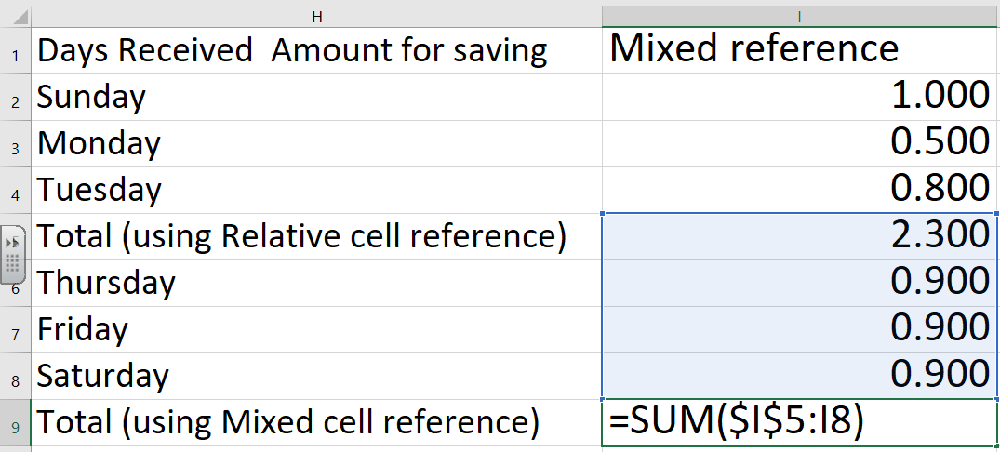 H I
1 Days Received  Amount for saving Mixed reference
2 Sunday 1.000
3 Monday 0.500
4 Tuesday 0.800
Total (using Relative cell reference) 2.300
6 Thursday 0.900
7 Friday 0.900
8 Saturday 0.900
9 Total (using Mixed cell reference) =SUM($I$5:I8)